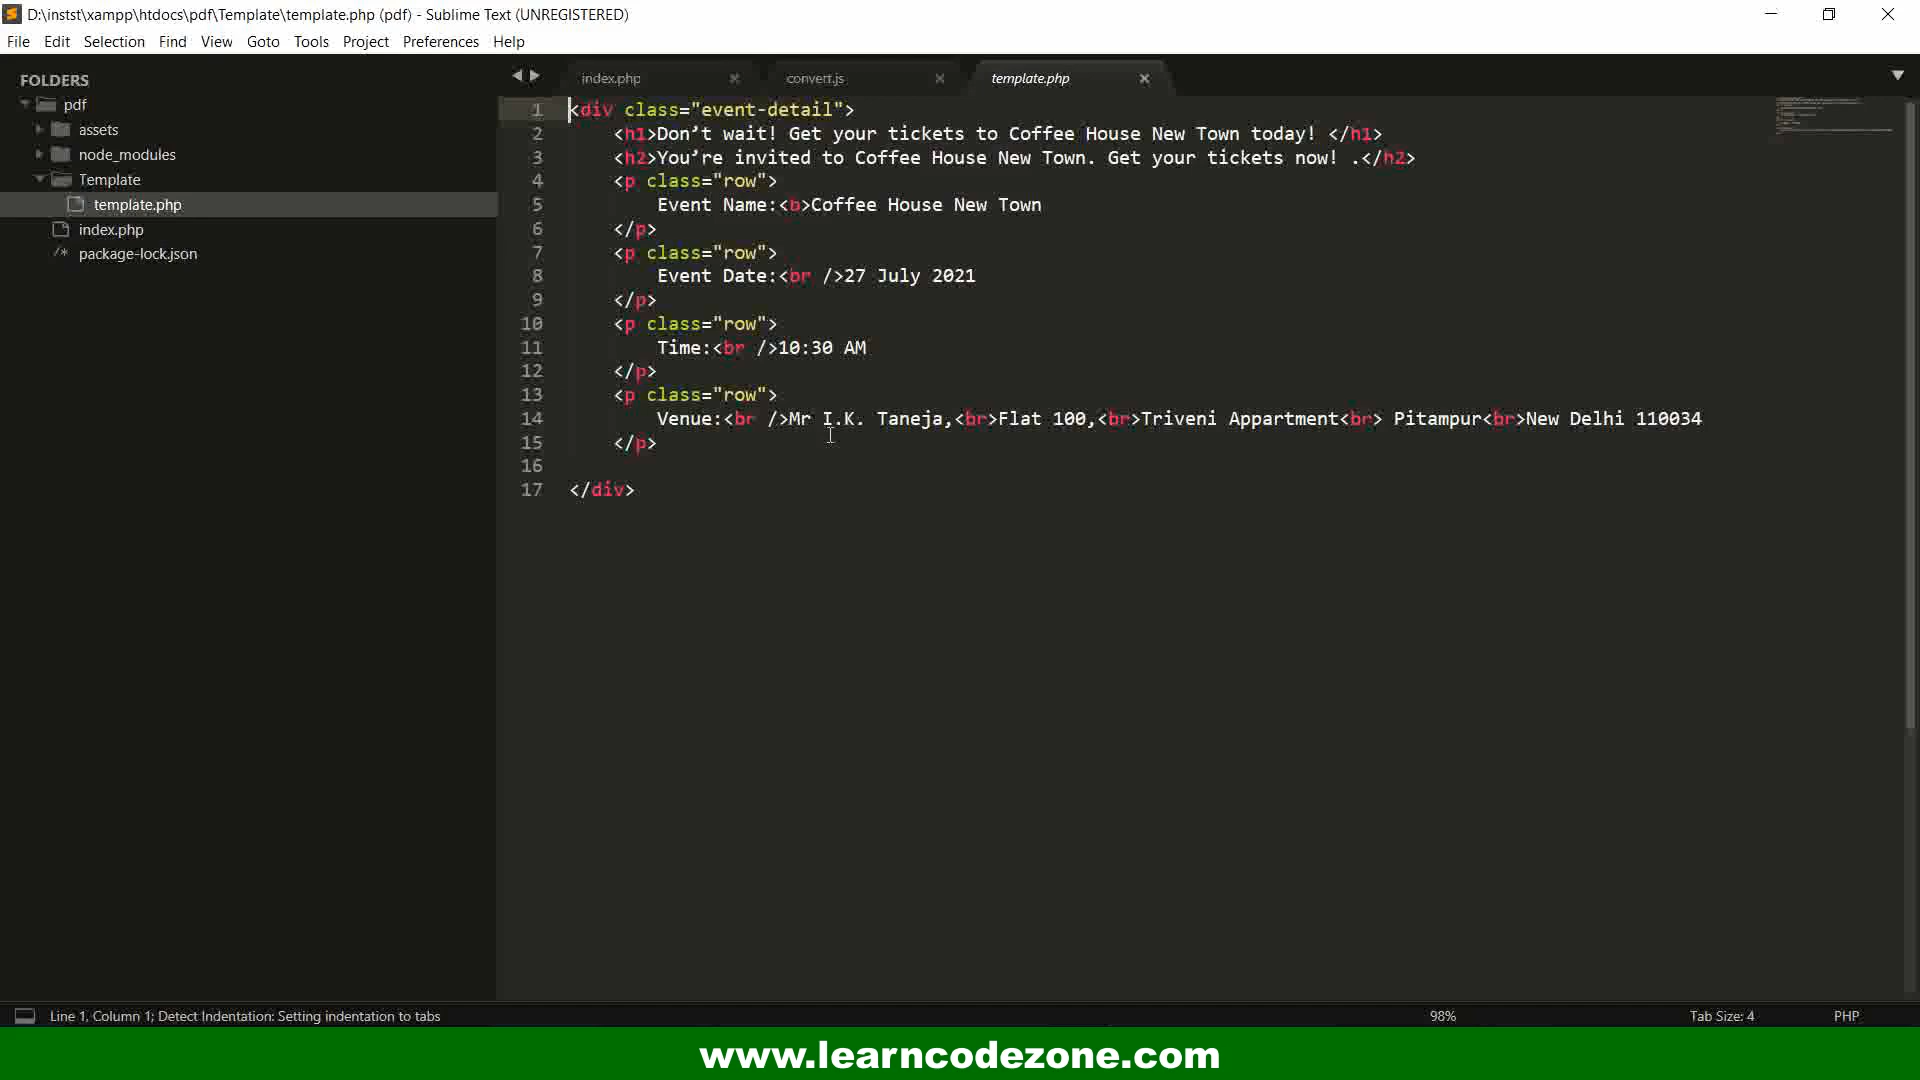 D:\instst\xampp\htdocs\pdf\Template\template.php (pdf) - Sublime Text (UNREGISTERED)
File Edit Selection Find View Goto Tools Project Preferences Help
FOLDERS
pdf
assets
node_modules
Template
template.php
index.php
/* package-lock.json
index.php convert.js template.php
1 <div class="event-detail">
2 <h1>Don’t wait! Get your tickets to Coffee House New Town today! </h1>
3 <h2>You’re invited to Coffee House New Town. Get your tickets now! .</h2>
4 <p class="row">
5 Event Name:<b>Coffee House New Town
6 </p>
7 <p class="row">
8 Event Date:<br />27 July 2021
9 </p>
10 <p class="row">
11 Time:<br />10:30 AM
12 </p>
13 <p class="row">
14 Venue:<br />Mr I.K. Taneja,<br>Flat 100,<br>Triveni Appartment<br> Pitampur<br>New Delhi 110034
15 </p>
16
17 </div>
Line 1, Column 1; Detect Indentation: Setting indentation to tabs 98% Tab Size: 4 PHP
www.learncodezone.com